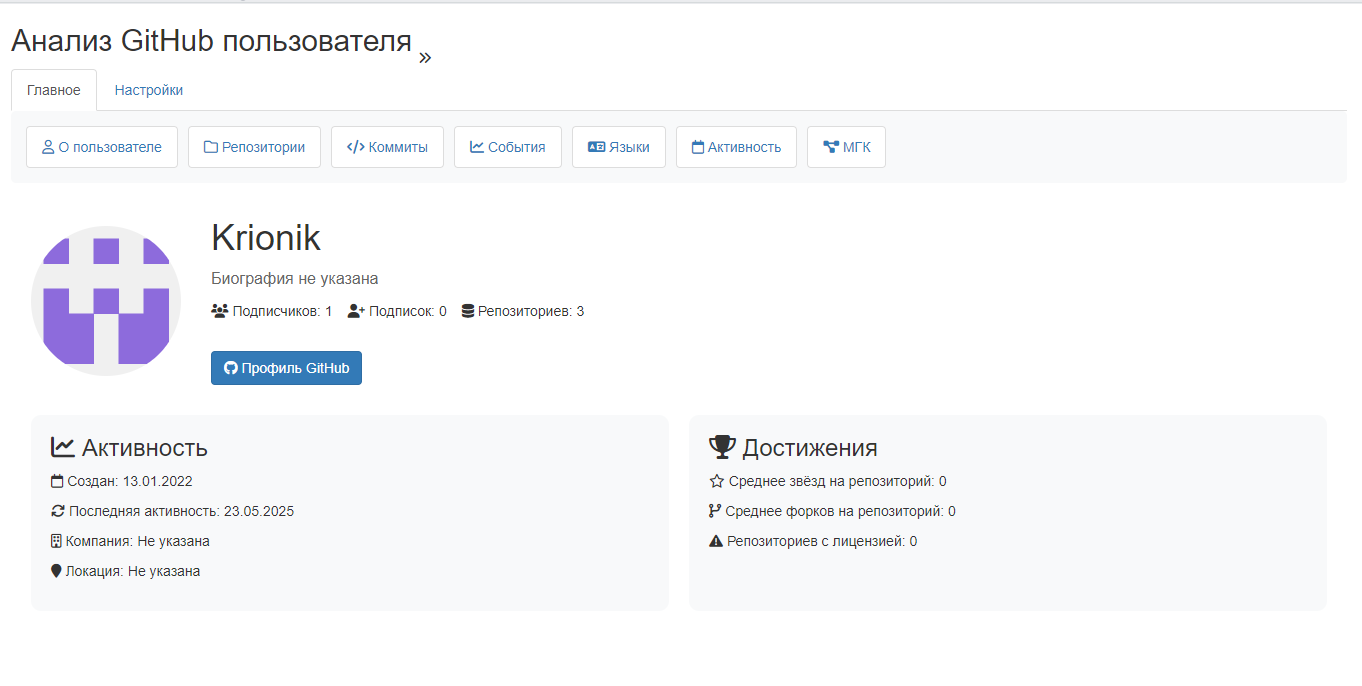 Анализ GitHub пользователя »
Главное Настройки
О пользователе Репозитории </> Коммиты События Языки Активность МГК
Krionik
Биография не указана
Подписчиков: 1 Подписок: 0 Репозиториев: 3
Профиль GitHub
Активность
Создан: 13.01.2022
Последняя активность: 23.05.2025
Компания: Не указана
Локация: Не указана
Достижения
Среднее звёзд на репозиторий: 0
Среднее форков на репозиторий: 0
Репозиториев с лицензией: 0